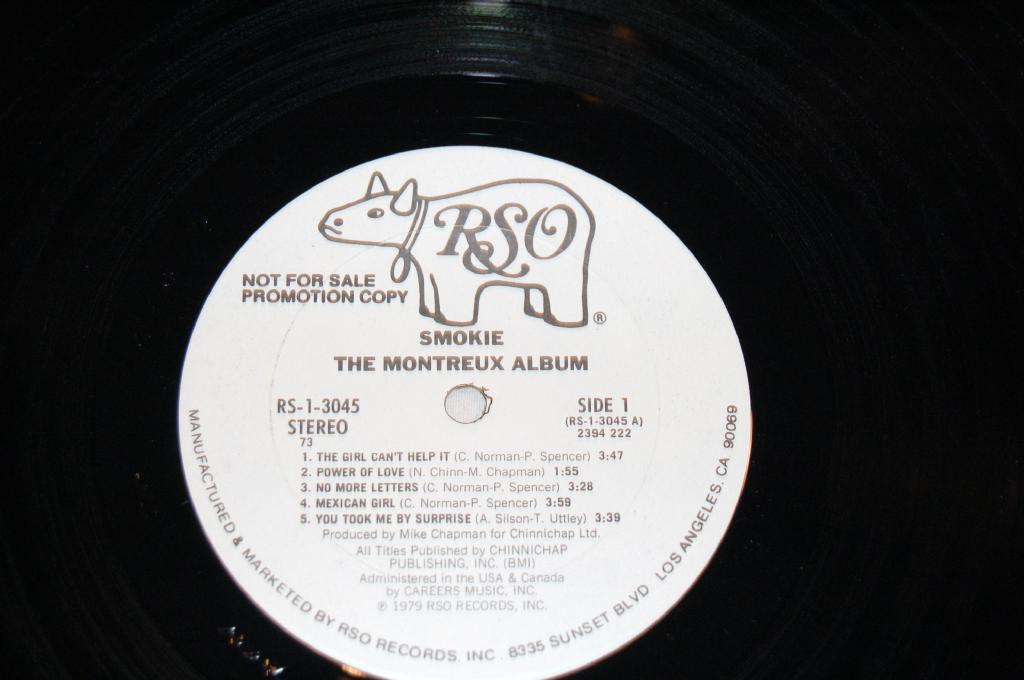 RSO
®
NOT FOR SALE
PROMOTION COPY
SMOKIE
THE MONTREUX ALBUM
RS-1-3045
STEREO
73
SIDE 1
(RS-1-3045 A)
2394 222
1. THE GIRL CAN'T HELP IT (C. Norman-P. Spencer) 3:47
2. POWER OF LOVE (N. Chinn-M. Chapman) 1:55
3. NO MORE LETTERS (C. Norman-P. Spencer) 3:28
4. MEXICAN GIRL (C. Norman-P. Spencer) 3:59
5. YOU TOOK ME BY SURPRISE (A. Silson-T. Uttley) 3:39
Produced by Mike Chapman for Chinnichap Ltd.
All Titles Published by CHINNICHAP
PUBLISHING, INC. (BMI)
Administered in the USA & Canada
by CAREERS MUSIC, INC.
℗ 1979 RSO RECORDS, INC.
MANUFACTURED & MARKETED BY RSO RECORDS, INC. 8335 SUNSET BLVD LOS ANGELES, CA 90069